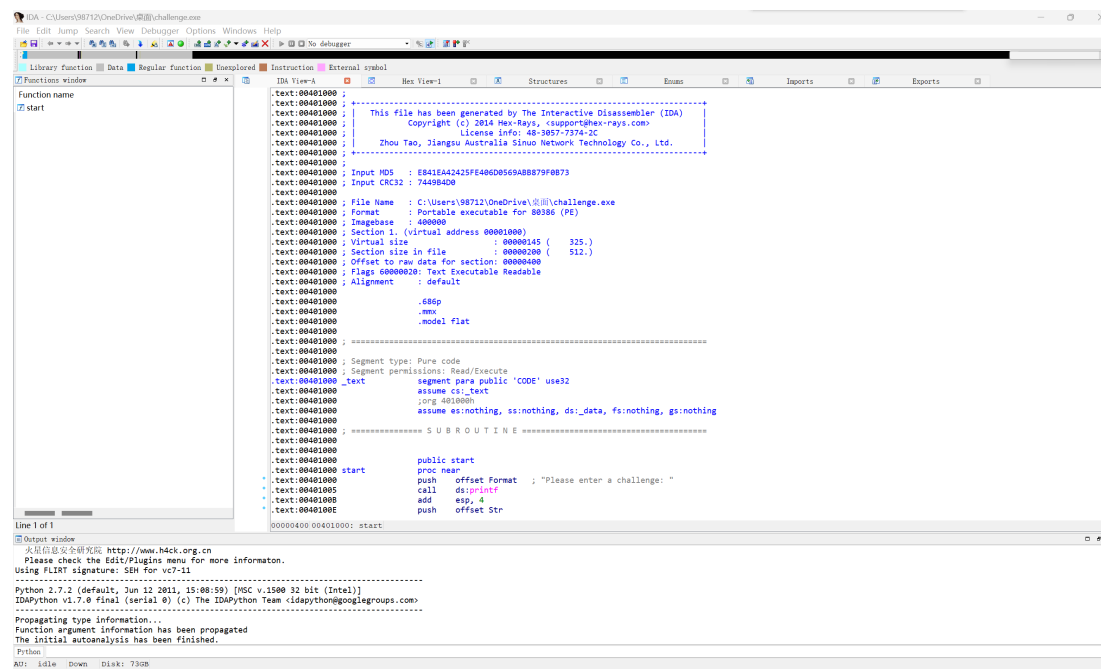 IDA - C:\Users\98712\OneDrive\桌面\challenge.exe
File Edit Jump Search View Debugger Options Windows Help
No debugger
Library function Data Regular function Unexplored Instruction External symbol
Functions window
IDA View-A Hex View-1 Structures Enums Imports Exports
Function name
start
.text:00401000 ;
.text:00401000 ; +-------------------------------------------------------------------------+
.text:00401000 ; | This file has been generated by The Interactive Disassembler (IDA) |
.text:00401000 ; | Copyright (c) 2014 Hex-Rays, <support@hex-rays.com> |
.text:00401000 ; | License info: 48-3057-7374-2C |
.text:00401000 ; | Zhou Tao, Jiangsu Australia Sinuo Network Technology Co., Ltd. |
.text:00401000 ; +-------------------------------------------------------------------------+
.text:00401000 ;
.text:00401000 ; Input MD5 : E841EA42425FE406D0569ABB879F0B73
.text:00401000 ; Input CRC32 : 7449B4D0
.text:00401000
.text:00401000 ; File Name : C:\Users\98712\OneDrive\桌面\challenge.exe
.text:00401000 ; Format : Portable executable for 80386 (PE)
.text:00401000 ; Imagebase : 400000
.text:00401000 ; Section 1. (virtual address 00001000)
.text:00401000 ; Virtual size : 00000145 ( 325.)
.text:00401000 ; Section size in file : 00000200 ( 512.)
.text:00401000 ; Offset to raw data for section: 00000400
.text:00401000 ; Flags 60000020: Text Executable Readable
.text:00401000 ; Alignment : default
.text:00401000
.text:00401000 .686p
.text:00401000 .mmx
.text:00401000 .model flat
.text:00401000
.text:00401000 ; ===========================================================================
.text:00401000
.text:00401000 ; Segment type: Pure code
.text:00401000 ; Segment permissions: Read/Execute
.text:00401000 _text segment para public 'CODE' use32
.text:00401000 assume cs:_text
.text:00401000 ;org 401000h
.text:00401000 assume es:nothing, ss:nothing, ds:_data, fs:nothing, gs:nothing
.text:00401000
.text:00401000 ; =============== S U B R O U T I N E =======================================
.text:00401000
.text:00401000
.text:00401000 public start
.text:00401000 start proc near
.text:00401000 push offset Format ; "Please enter a challenge: "
.text:00401005 call ds:printf
.text:0040100B add esp, 4
.text:0040100E push offset Str
Line 1 of 1
00000400 00401000: start
Output window
火星信息安全研究院 http://www.h4ck.org.cn
Please check the Edit/Plugins menu for more informaton.
Using FLIRT signature: SEH for vc7-11
---------------------------------------------------------------------------------
Python 2.7.2 (default, Jun 12 2011, 15:08:59) [MSC v.1500 32 bit (Intel)]
IDAPython v1.7.0 final (serial 0) (c) The IDAPython Team <idapython@googlegroups.com>
---------------------------------------------------------------------------------
Propagating type information...
Function argument information has been propagated
The initial autoanalysis has been finished.
Python
AU: idle Down Disk: 73GB